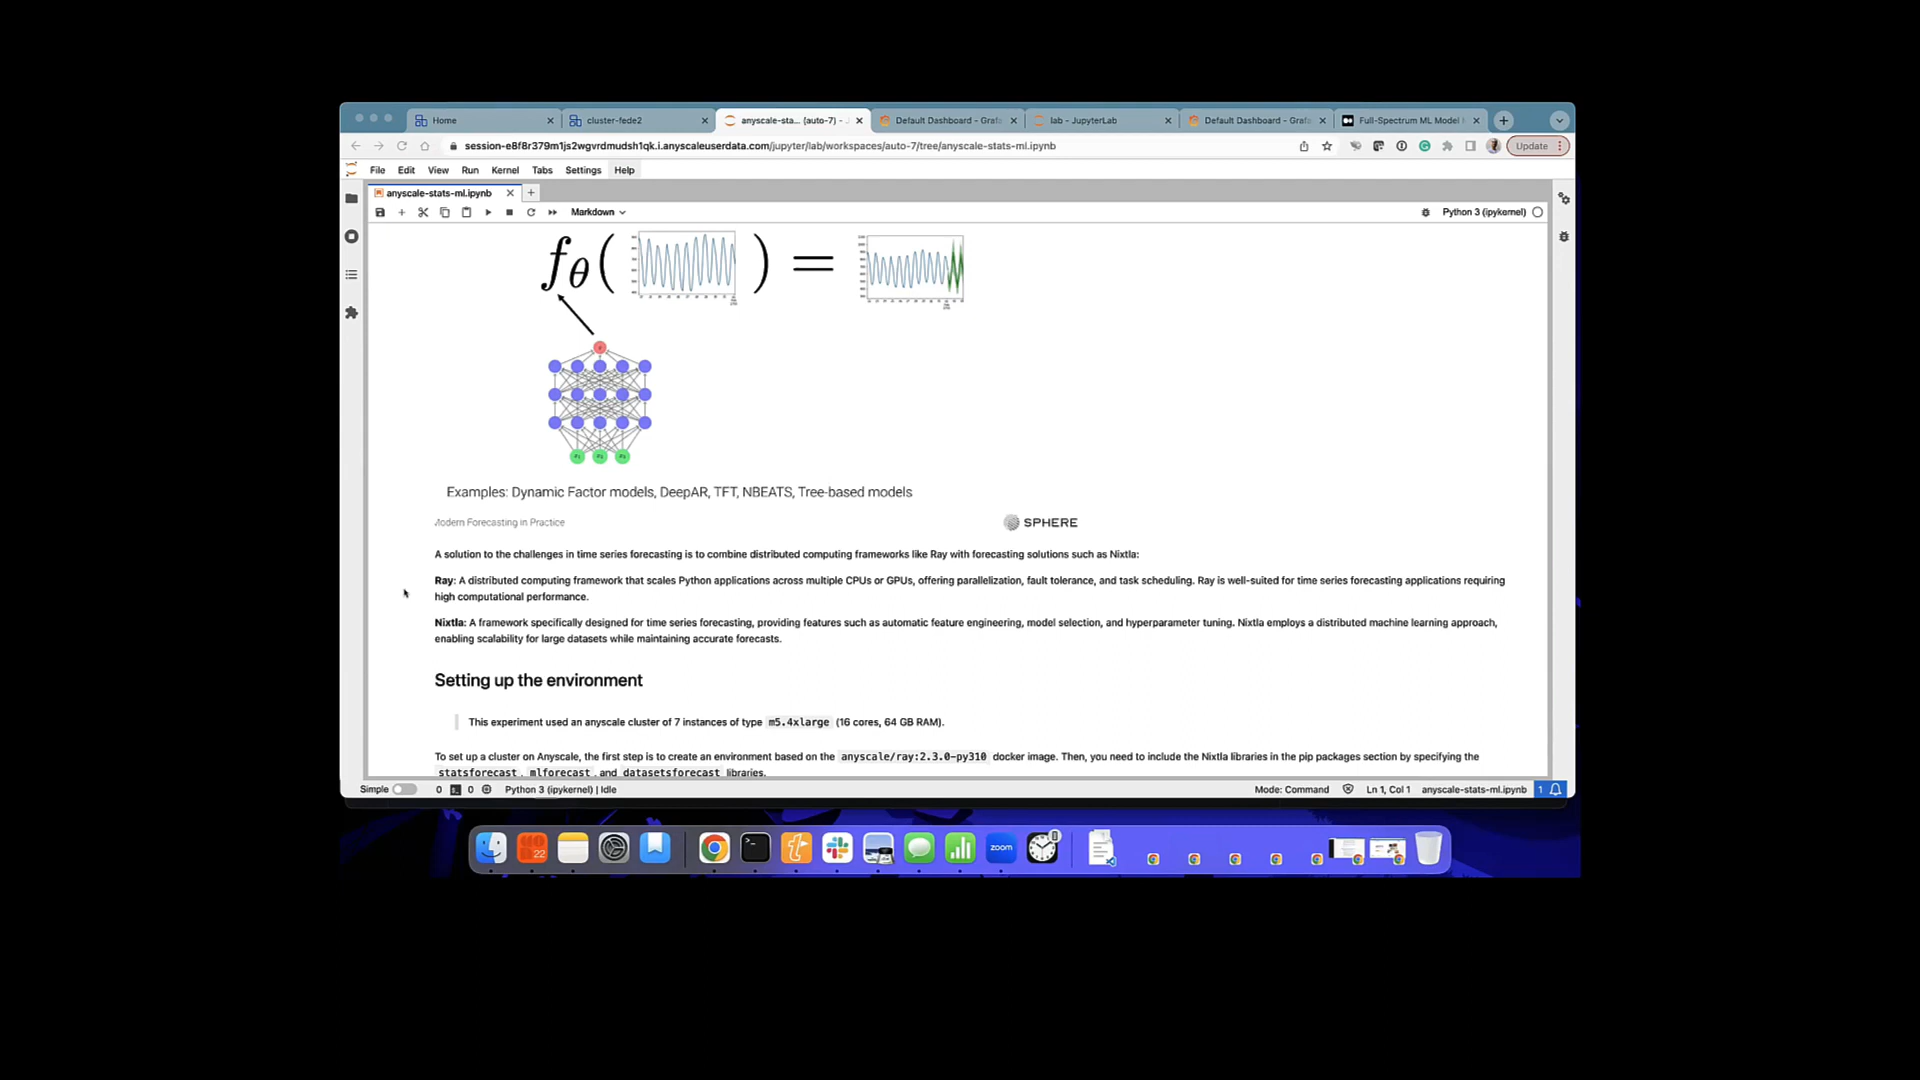 Home
cluster-fede2
anyscale-sta... (auto-7) -
Default Dashboard - Grafa
lab - JupyterLab
Default Dashboard - Grafa
Full-Spectrum ML Model
session-e8f8r379m1js2wgvrdmudsh1qk.i.anyscaleuserdata.com/jupyter/lab/workspaces/auto-7/tree/anyscale-stats-ml.ipynb
Update
File Edit View Run Kernel Tabs Settings Help
anyscale-stats-ml.ipynb
Markdown
Python 3 (ipykernel)
fθ( ) =
Examples: Dynamic Factor models, DeepAR, TFT, NBEATS, Tree-based models
Modern Forecasting in Practice
SPHERE
A solution to the challenges in time series forecasting is to combine distributed computing frameworks like Ray with forecasting solutions such as Nixtla:
Ray: A distributed computing framework that scales Python applications across multiple CPUs or GPUs, offering parallelization, fault tolerance, and task scheduling. Ray is well-suited for time series forecasting applications requiring
high computational performance.
Nixtla: A framework specifically designed for time series forecasting, providing features such as automatic feature engineering, model selection, and hyperparameter tuning. Nixtla employs a distributed machine learning approach,
enabling scalability for large datasets while maintaining accurate forecasts.
Setting up the environment
This experiment used an anyscale cluster of 7 instances of type m5.4xlarge (16 cores, 64 GB RAM).
To set up a cluster on Anyscale, the first step is to create an environment based on the anyscale/ray:2.3.0-py310 docker image. Then, you need to include the Nixtla libraries in the pip packages section by specifying the
statsforecast, mlforecast, and datasetsforecast libraries.
Simple 0 0 Python 3 (ipykernel) | Idle
Mode: Command Ln 1, Col 1 anyscale-stats-ml.ipynb 1
22
zoom